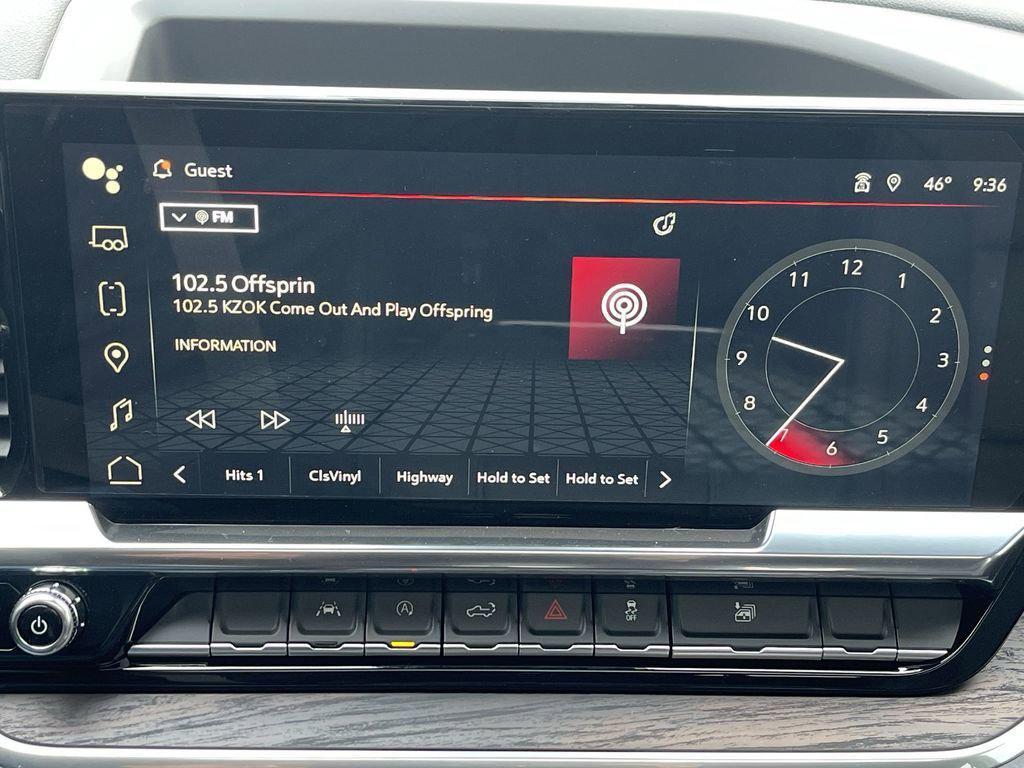 Guest
46° 9:36
FM
102.5 Offsprin
102.5 KZOK Come Out And Play Offspring
INFORMATION
12
1
2
3
4
5
6
7
8
9
10
11
Hits 1 ClsVinyl Highway Hold to Set Hold to Set
A
OFF